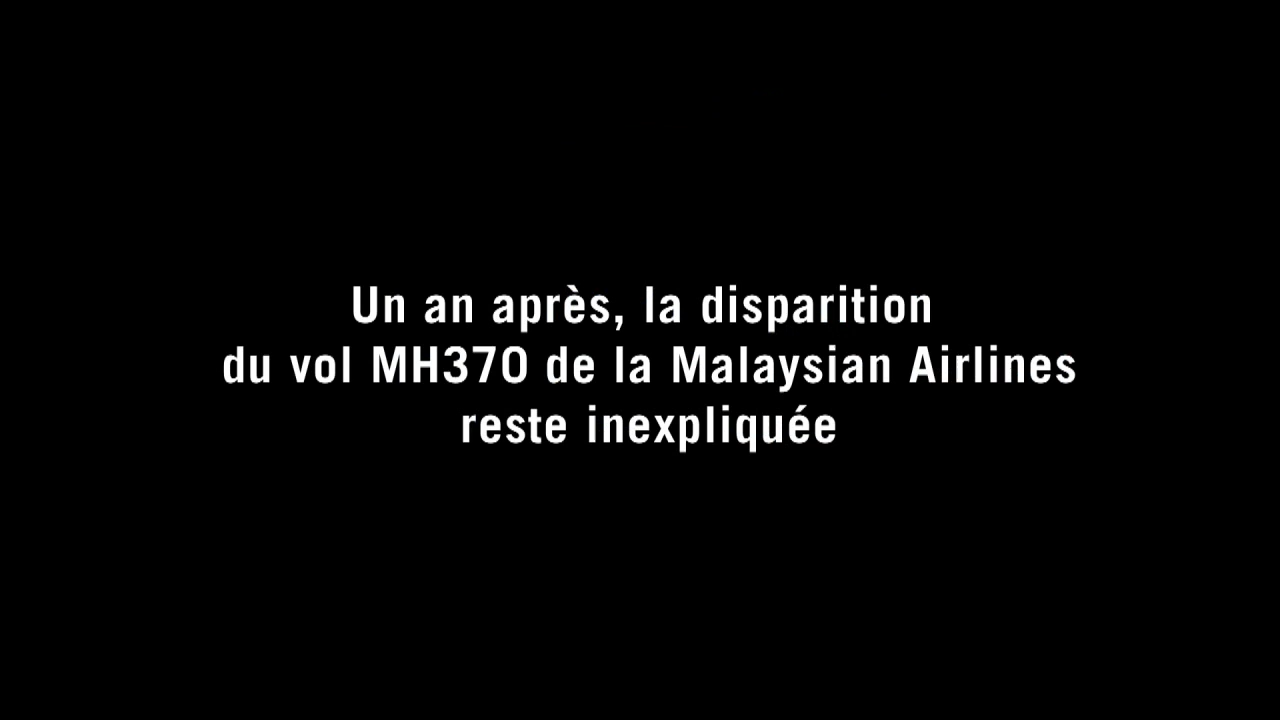 Un an après, la disparition
du vol MH370 de la Malaysian Airlines
reste inexpliquée